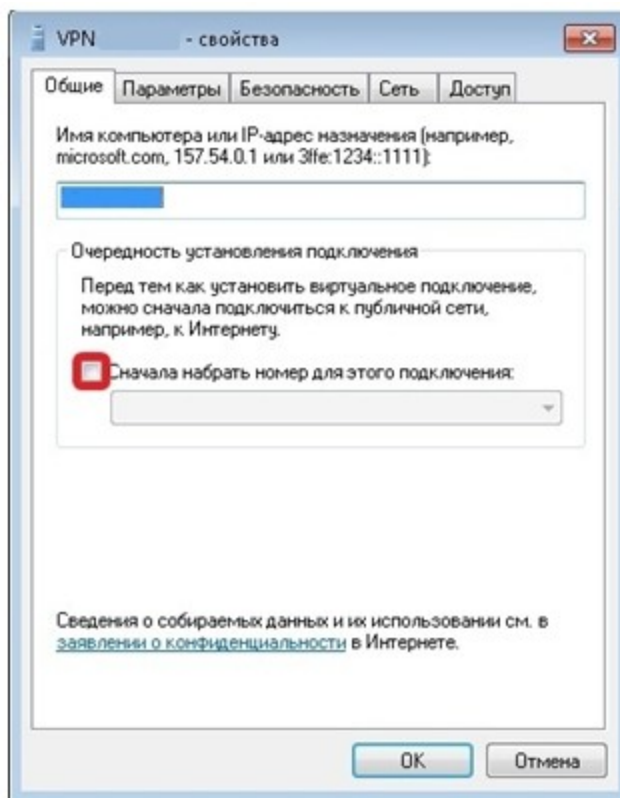 VPN - свойства
Общие Параметры Безопасность Сеть Доступ
Имя компьютера или IP-адрес назначения (например,
microsoft.com, 157.54.0.1 или 3ffe:1234::1111):
Очередность установления подключения
Перед тем как установить виртуальное подключение,
можно сначала подключиться к публичной сети,
например, к Интернету.
Сначала набрать номер для этого подключения:
Сведения о собираемых данных и их использовании см. в
заявлении о конфиденциальности в Интернете.
OK Отмена